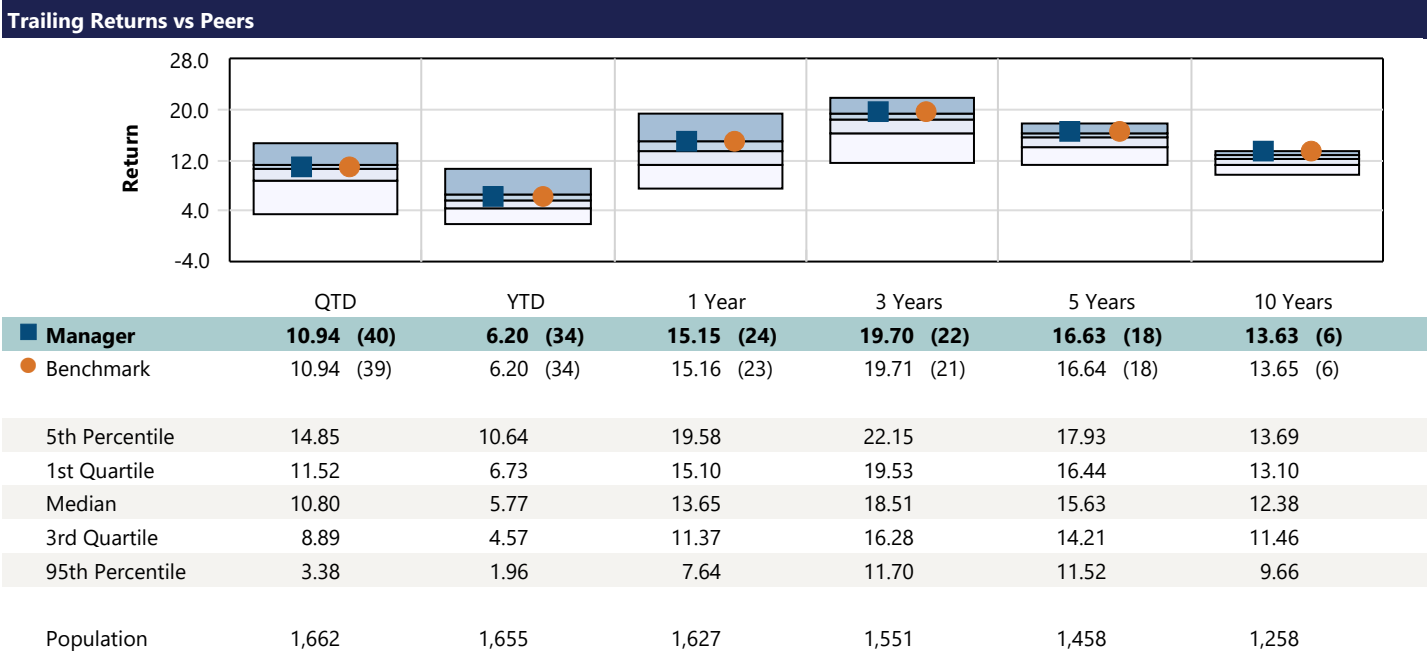 Trailing Returns vs Peers
28.0
20.0
12.0
4.0
-4.0
Return
QTD YTD 1 Year 3 Years 5 Years 10 Years
Manager 10.94 (40) 6.20 (34) 15.15 (24) 19.70 (22) 16.63 (18) 13.63 (6)
Benchmark 10.94 (39) 6.20 (34) 15.16 (23) 19.71 (21) 16.64 (18) 13.65 (6)
5th Percentile 14.85 10.64 19.58 22.15 17.93 13.69
1st Quartile 11.52 6.73 15.10 19.53 16.44 13.10
Median 10.80 5.77 13.65 18.51 15.63 12.38
3rd Quartile 8.89 4.57 11.37 16.28 14.21 11.46
95th Percentile 3.38 1.96 7.64 11.70 11.52 9.66
Population 1,662 1,655 1,627 1,551 1,458 1,258